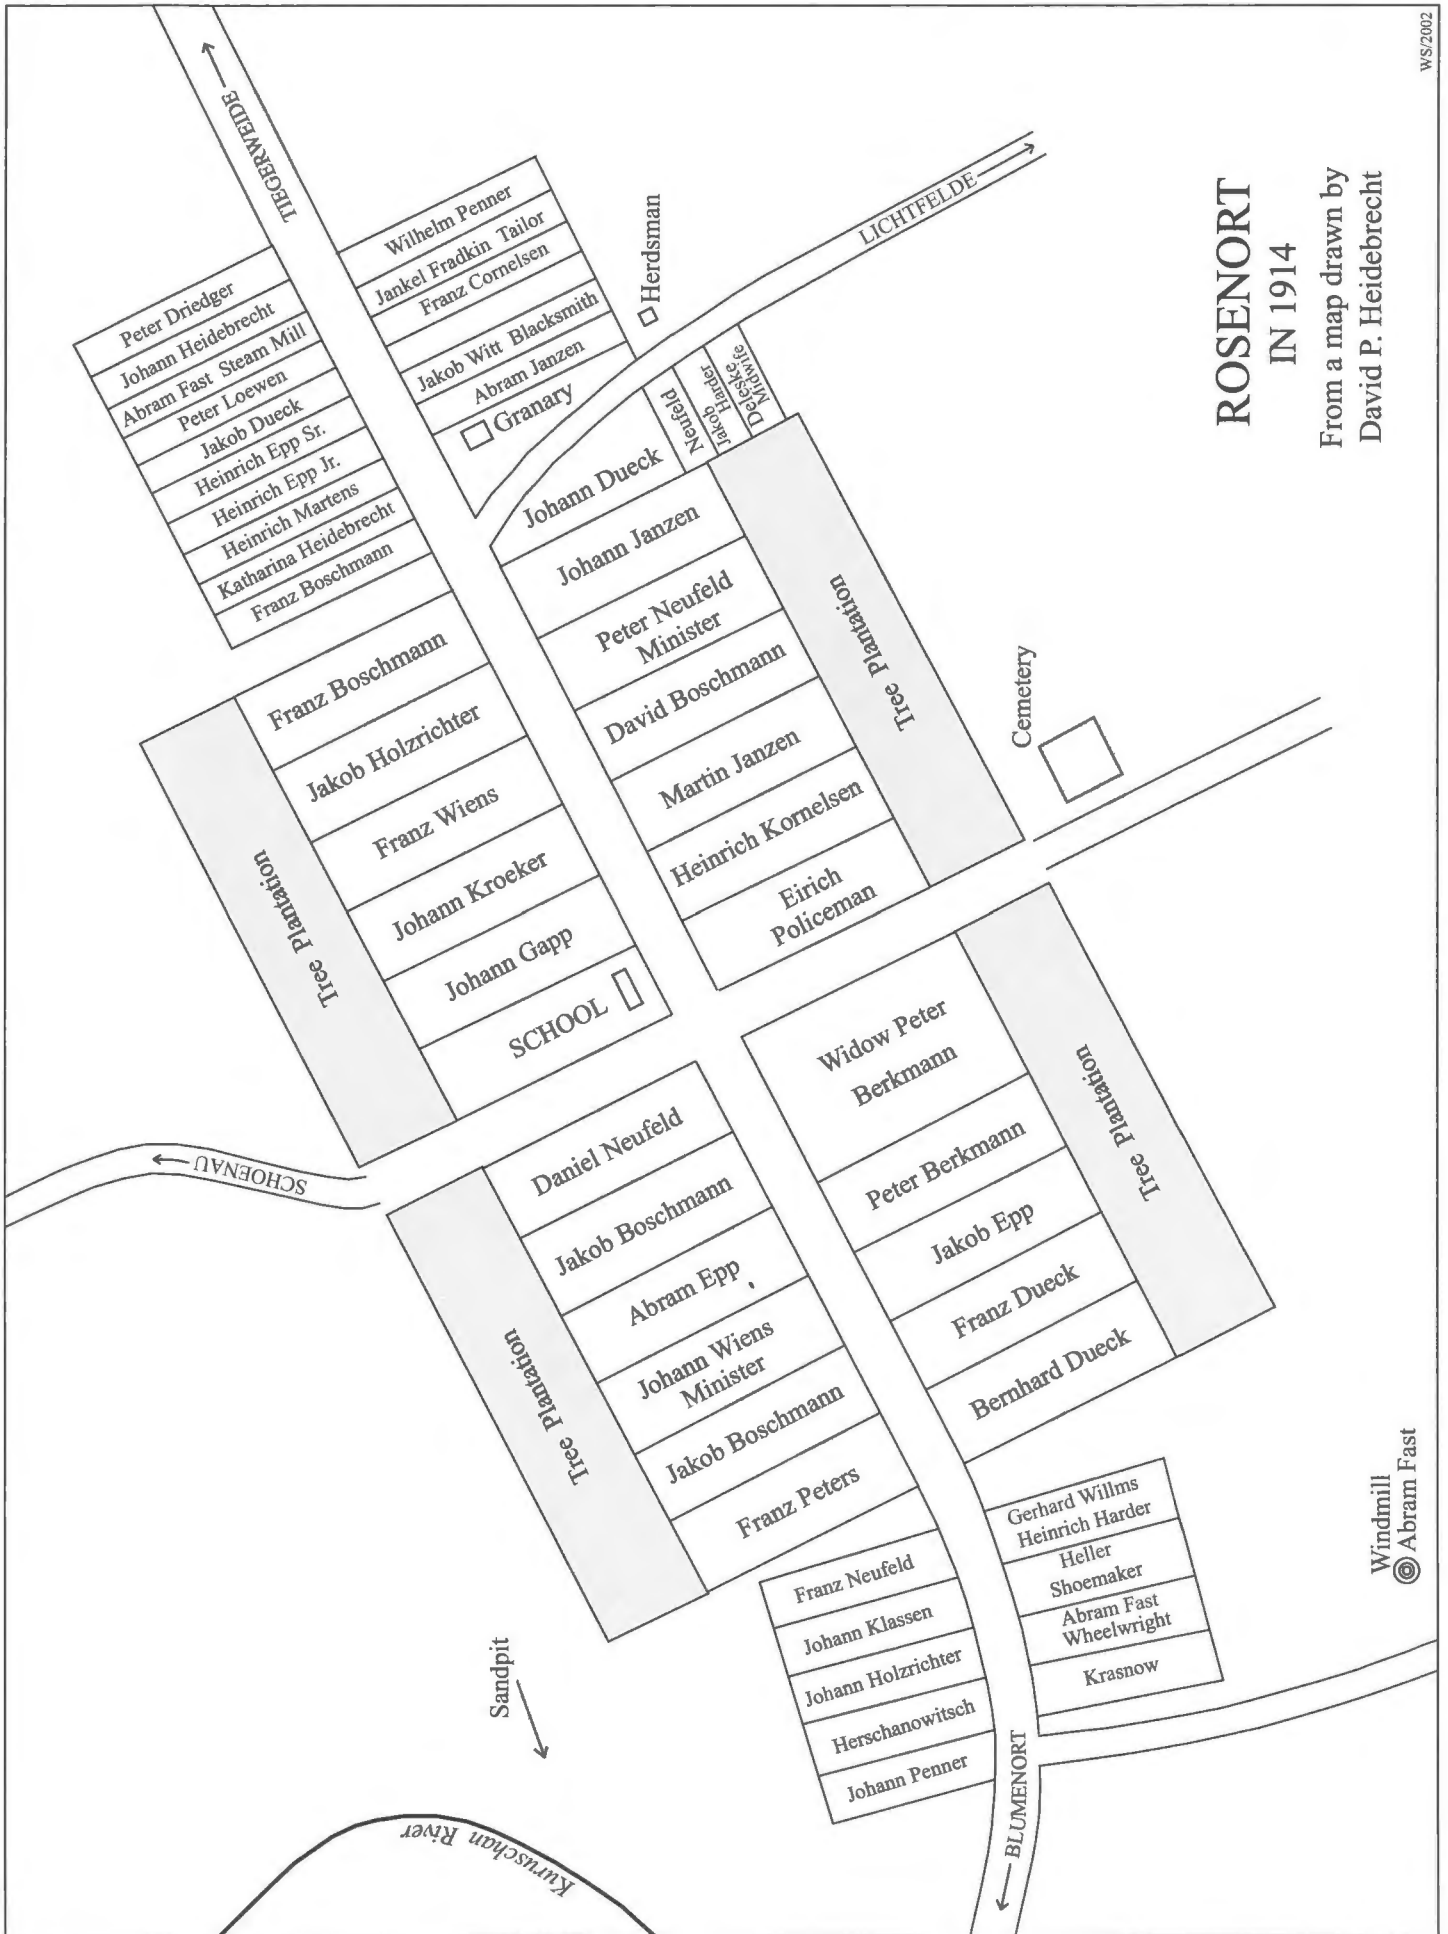 ROSENORT
IN 1914
From a map drawn by
David P. Heidebrecht
WS/2002
← TIEGERWEIDE
Peter Driedger
Johann Heidebrecht
Abram Fast Steam Mill
Peter Loewen
Jakob Dueck
Heinrich Epp Sr.
Heinrich Epp Jr.
Heinrich Martens
Katharina Heidebrecht
Franz Boschmann
Wilhelm Penner
Jankel Fradkin Tailor
Franz Cornelsen
Jakob Witt Blacksmith
Abram Janzen
Granary
Herdsman
LICHTFELDE →
Neufeld
Jakob
Harder
Deleske
Midwife
Franz Boschmann
Jakob Holzrichter
Franz Wiens
Johann Kroeker
Johann Gapp
SCHOOL
Tree Plantation
Johann Dueck
Johann Janzen
Peter Neufeld
Minister
David Boschmann
Martin Janzen
Heinrich Kornelsen
Eirich
Policeman
Tree Plantation
Cemetery
SCHOENAU →
Daniel Neufeld
Jakob Boschmann
Abram Epp
Johann Wiens
Minister
Jakob Boschmann
Franz Peters
Tree Plantation
Widow Peter
Berkmann
Peter Berkmann
Jakob Epp
Franz Dueck
Bernhard Dueck
Tree Plantation
Franz Neufeld
Johann Klassen
Johann Holzrichter
Herschanowitsch
Johann Penner
Gerhard Willms
Heinrich Harder
Heller
Shoemaker
Abram Fast
Wheelwright
Krasnow
← BLUMENORT
Windmill
Abram Fast
Sandpit
Kuruschan River